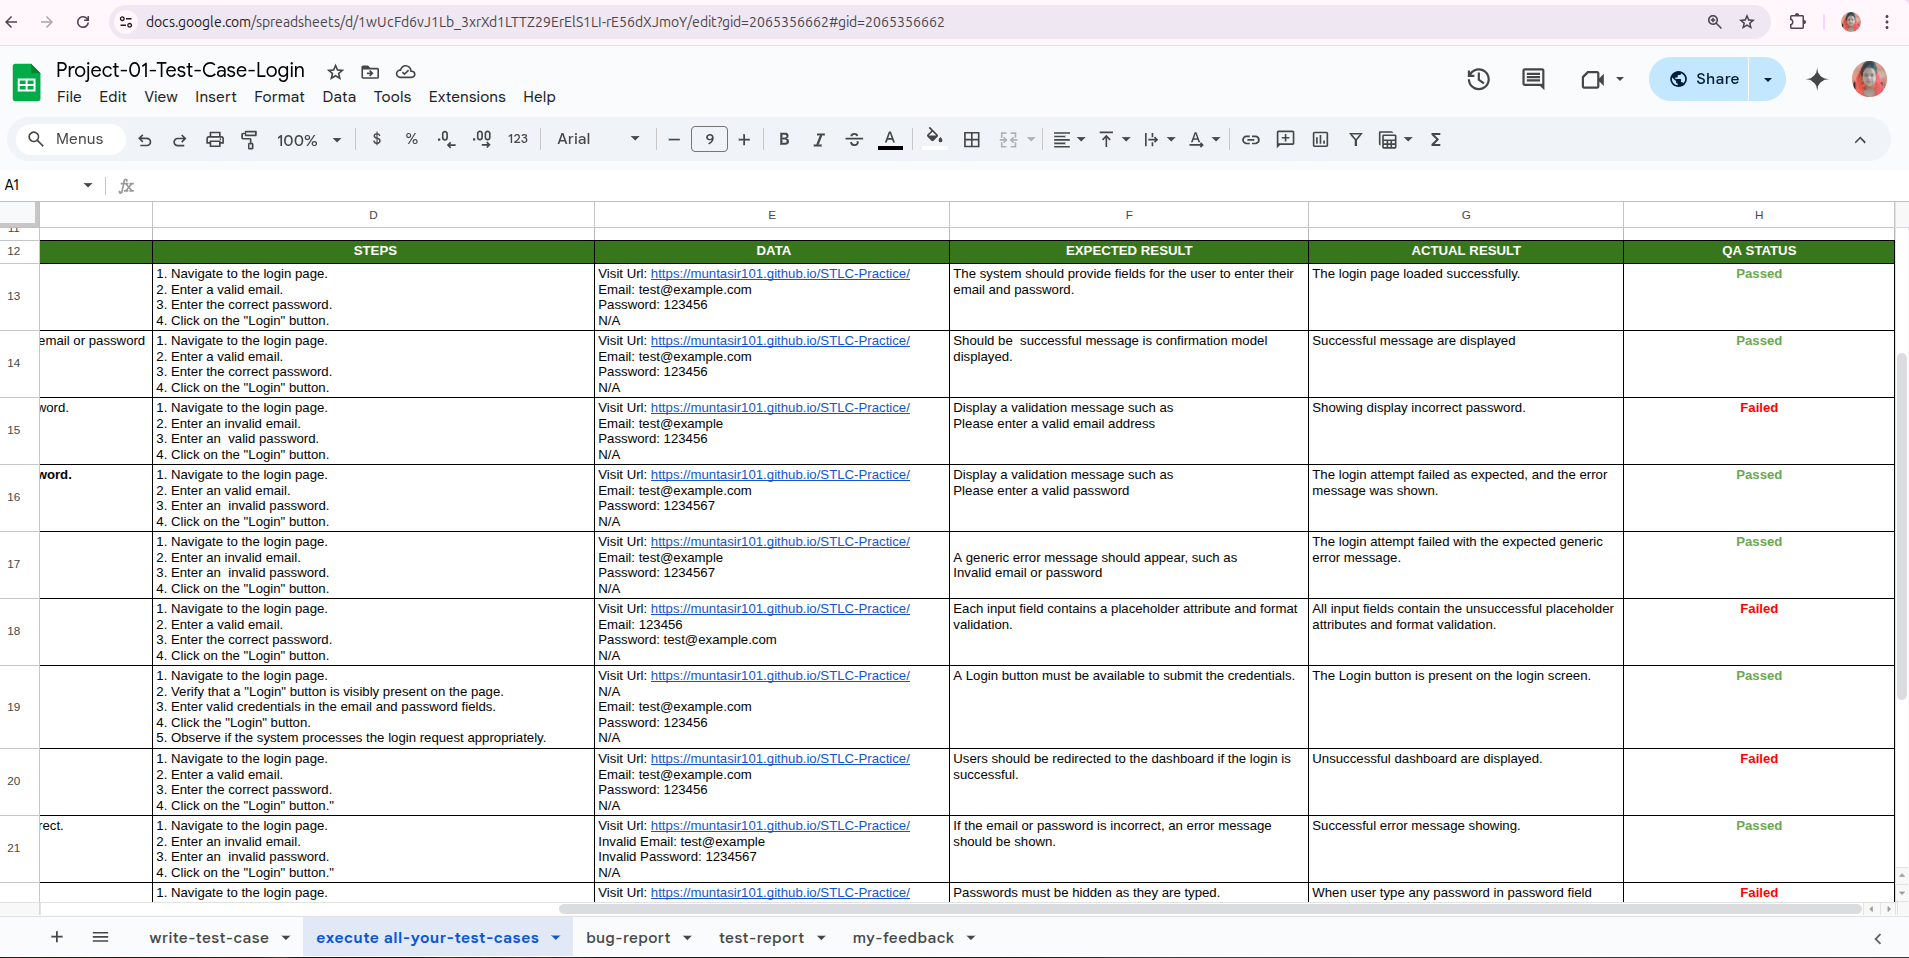 docs.google.com/spreadsheets/d/1wUcFd6vJ1Lb_3xrXd1LTTZ29ErElS1LI-rE56dXJmoY/edit?gid=2065356662#gid=2065356662
Project-01-Test-Case-Login
File Edit View Insert Format Data Tools Extensions Help
Share
Menus 100% $ % .0 .00 123 Arial 9 B I S A
A1 fx
D E F G H
11
12 STEPS DATA EXPECTED RESULT ACTUAL RESULT QA STATUS
13
1. Navigate to the login page.
2. Enter a valid email.
3. Enter the correct password.
4. Click on the "Login" button.
Visit Url: https://muntasir101.github.io/STLC-Practice/
Email: test@example.com
Password: 123456
N/A
The system should provide fields for the user to enter their
email and password.
The login page loaded successfully.
Passed
14
email or password
1. Navigate to the login page.
2. Enter a valid email.
3. Enter the correct password.
4. Click on the "Login" button.
Visit Url: https://muntasir101.github.io/STLC-Practice/
Email: test@example.com
Password: 123456
N/A
Should be  successful message is confirmation model
displayed.
Successful message are displayed
Passed
15
word.
1. Navigate to the login page.
2. Enter an invalid email.
3. Enter an  valid password.
4. Click on the "Login" button.
Visit Url: https://muntasir101.github.io/STLC-Practice/
Email: test@example
Password: 123456
N/A
Display a validation message such as
Please enter a valid email address
Showing display incorrect password.
Failed
16
word.
1. Navigate to the login page.
2. Enter an valid email.
3. Enter an  invalid password.
4. Click on the "Login" button.
Visit Url: https://muntasir101.github.io/STLC-Practice/
Email: test@example.com
Password: 1234567
N/A
Display a validation message such as
Please enter a valid password
The login attempt failed as expected, and the error
message was shown.
Passed
17
1. Navigate to the login page.
2. Enter an invalid email.
3. Enter an  invalid password.
4. Click on the "Login" button.
Visit Url: https://muntasir101.github.io/STLC-Practice/
Email: test@example
Password: 1234567
N/A
A generic error message should appear, such as
Invalid email or password
The login attempt failed with the expected generic
error message.
Passed
18
1. Navigate to the login page.
2. Enter a valid email.
3. Enter the correct password.
4. Click on the "Login" button.
Visit Url: https://muntasir101.github.io/STLC-Practice/
Email: 123456
Password: test@example.com
N/A
Each input field contains a placeholder attribute and format
validation.
All input fields contain the unsuccessful placeholder
attributes and format validation.
Failed
19
1. Navigate to the login page.
2. Verify that a "Login" button is visibly present on the page.
3. Enter valid credentials in the email and password fields.
4. Click the "Login" button.
5. Observe if the system processes the login request appropriately.
Visit Url: https://muntasir101.github.io/STLC-Practice/
N/A
Email: test@example.com
Password: 123456
N/A
A Login button must be available to submit the credentials.
The Login button is present on the login screen.
Passed
20
1. Navigate to the login page.
2. Enter a valid email.
3. Enter the correct password.
4. Click on the "Login" button."
Visit Url: https://muntasir101.github.io/STLC-Practice/
Email: test@example.com
Password: 123456
N/A
Users should be redirected to the dashboard if the login is
successful.
Unsuccessful dashboard are displayed.
Failed
21
rect.
1. Navigate to the login page.
2. Enter an invalid email.
3. Enter an  invalid password.
4. Click on the "Login" button."
Visit Url: https://muntasir101.github.io/STLC-Practice/
Invalid Email: test@example
Invalid Password: 1234567
N/A
If the email or password is incorrect, an error message
should be shown.
Successful error message showing.
Passed
1. Navigate to the login page.
Visit Url: https://muntasir101.github.io/STLC-Practice/
Passwords must be hidden as they are typed.
When user type any password in password field
Failed
write-test-case execute all-your-test-cases bug-report test-report my-feedback